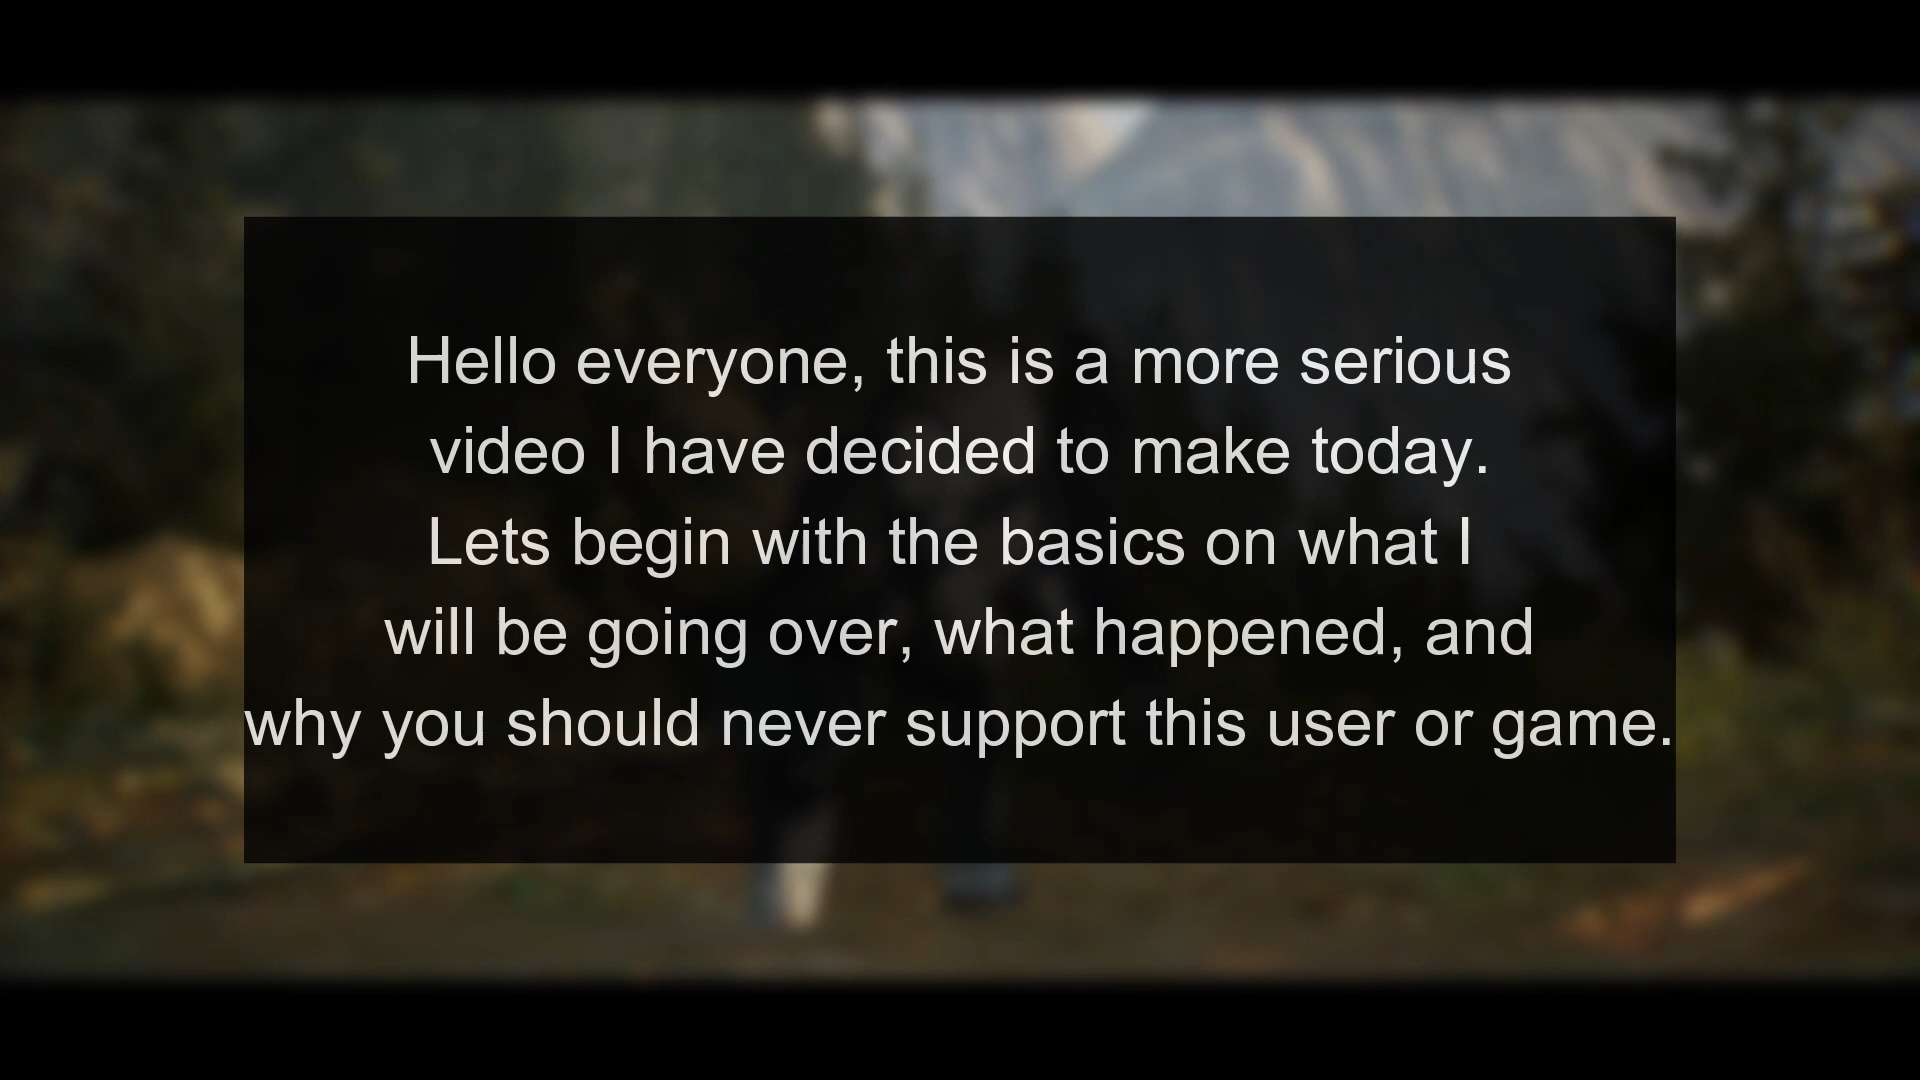 Hello everyone, this is a more serious
video I have decided to make today.
Lets begin with the basics on what I
will be going over, what happened, and
why you should never support this user or game.